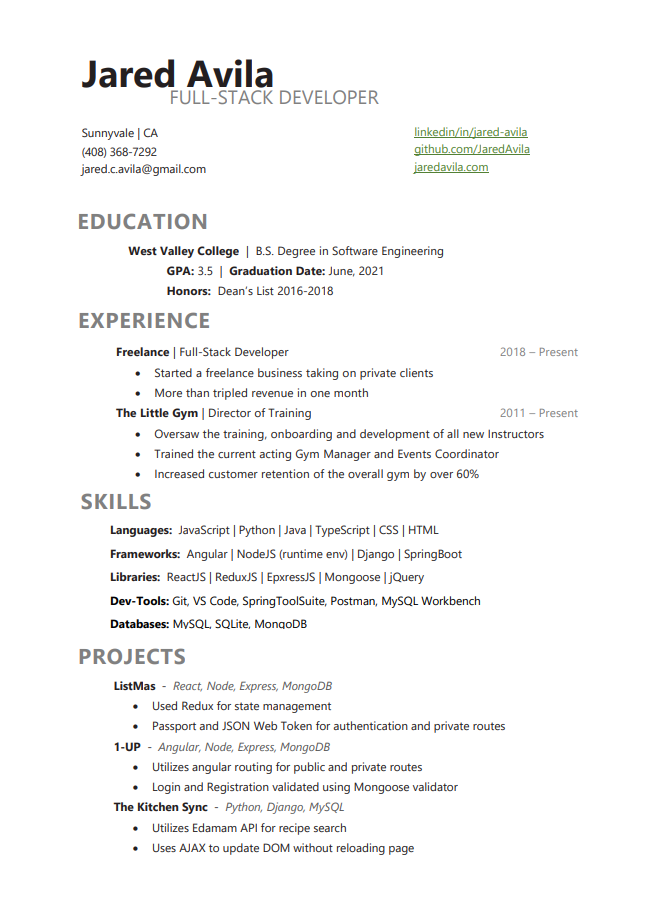 Jared Avila
FULL-STACK DEVELOPER
Sunnyvale | CA
(408) 368-7292
jared.c.avila@gmail.com
linkedin/in/jared-avila
github.com/JaredAvila
jaredavila.com
EDUCATION
West Valley College | B.S. Degree in Software Engineering
GPA: 3.5 | Graduation Date: June, 2021
Honors: Dean's List 2016-2018
EXPERIENCE
Freelance | Full-Stack Developer 2018 – Present
• Started a freelance business taking on private clients
• More than tripled revenue in one month
The Little Gym | Director of Training 2011 – Present
• Oversaw the training, onboarding and development of all new Instructors
• Trained the current acting Gym Manager and Events Coordinator
• Increased customer retention of the overall gym by over 60%
SKILLS
Languages: JavaScript | Python | Java | TypeScript | CSS | HTML
Frameworks: Angular | NodeJS (runtime env) | Django | SpringBoot
Libraries: ReactJS | ReduxJS | EpxressJS | Mongoose | jQuery
Dev-Tools: Git, VS Code, SpringToolSuite, Postman, MySQL Workbench
Databases: MySQL, SQLite, MongoDB
PROJECTS
ListMas - React, Node, Express, MongoDB
• Used Redux for state management
• Passport and JSON Web Token for authentication and private routes
1-UP - Angular, Node, Express, MongoDB
• Utilizes angular routing for public and private routes
• Login and Registration validated using Mongoose validator
The Kitchen Sync - Python, Django, MySQL
• Utilizes Edamam API for recipe search
• Uses AJAX to update DOM without reloading page